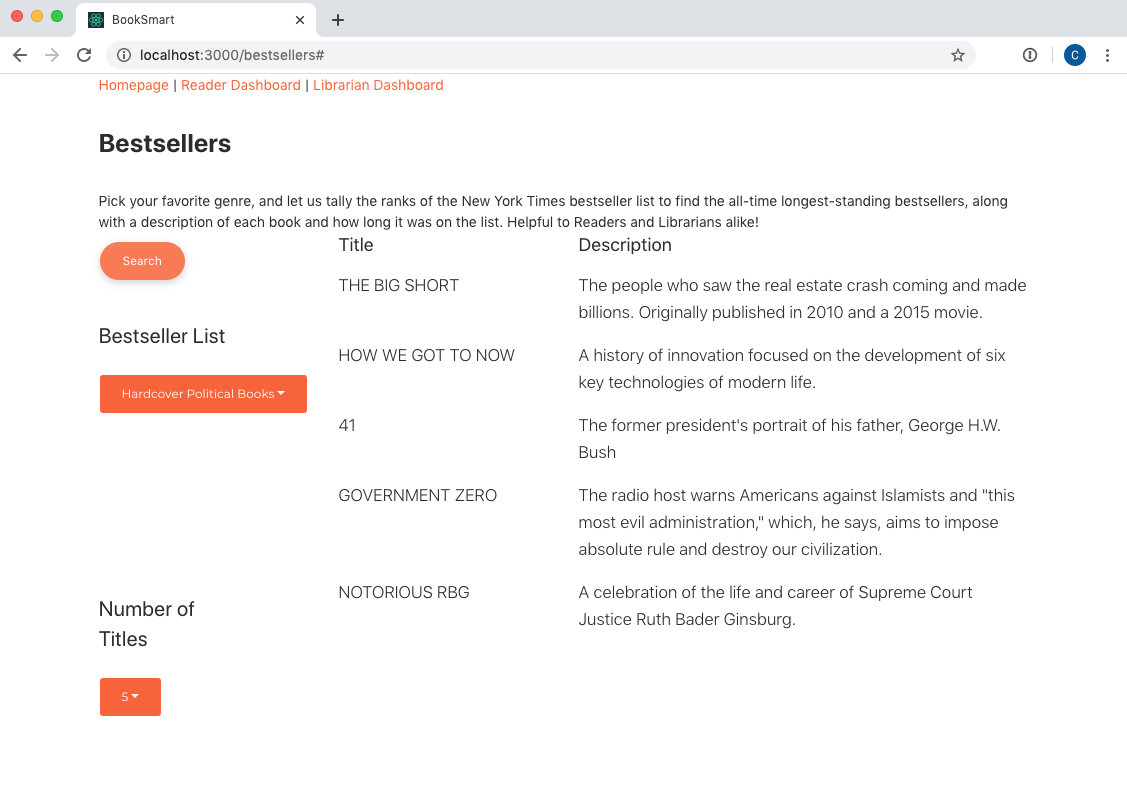 BookSmart
localhost:3000/bestsellers#
C
Homepage | Reader Dashboard | Librarian Dashboard
Bestsellers
Pick your favorite genre, and let us tally the ranks of the New York Times bestseller list to find the all-time longest-standing bestsellers, along
with a description of each book and how long it was on the list. Helpful to Readers and Librarians alike!
Search
Bestseller List
Hardcover Political Books
Number of
Titles
5
Title
Description
THE BIG SHORT
The people who saw the real estate crash coming and made
billions. Originally published in 2010 and a 2015 movie.
HOW WE GOT TO NOW
A history of innovation focused on the development of six
key technologies of modern life.
41
The former president's portrait of his father, George H.W.
Bush
GOVERNMENT ZERO
The radio host warns Americans against Islamists and "this
most evil administration," which, he says, aims to impose
absolute rule and destroy our civilization.
NOTORIOUS RBG
A celebration of the life and career of Supreme Court
Justice Ruth Bader Ginsburg.